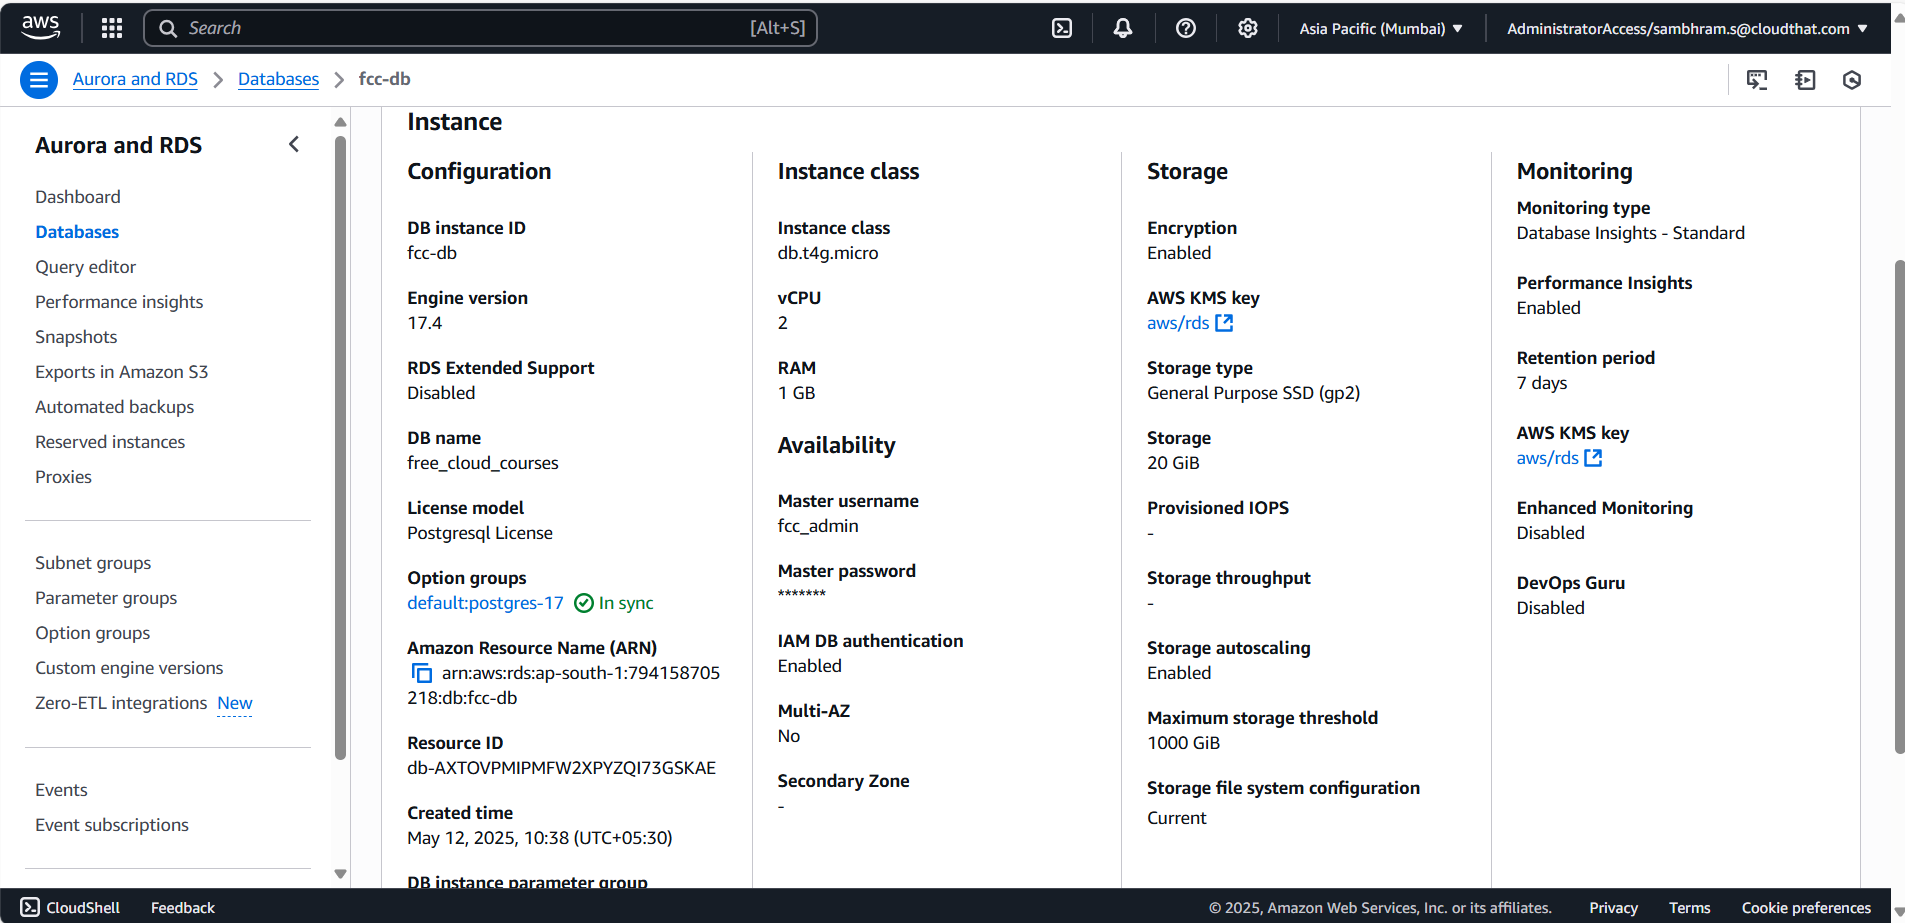 aws
Search
[Alt+S]
Asia Pacific (Mumbai)
AdministratorAccess/sambhram.s@cloudthat.com
Aurora and RDS
Databases
fcc-db
Aurora and RDS
Dashboard
Databases
Query editor
Performance insights
Snapshots
Exports in Amazon S3
Automated backups
Reserved instances
Proxies
Subnet groups
Parameter groups
Option groups
Custom engine versions
Zero-ETL integrations New
Events
Event subscriptions
Instance
Configuration
DB instance ID
fcc-db
Engine version
17.4
RDS Extended Support
Disabled
DB name
free_cloud_courses
License model
Postgresql License
Option groups
default:postgres-17 In sync
Amazon Resource Name (ARN)
arn:aws:rds:ap-south-1:794158705
218:db:fcc-db
Resource ID
db-AXTOVPMIPMFW2XPYZQI73GSKAE
Created time
May 12, 2025, 10:38 (UTC+05:30)
DB instance parameter group
Instance class
Instance class
db.t4g.micro
vCPU
2
RAM
1 GB
Availability
Master username
fcc_admin
Master password
*******
IAM DB authentication
Enabled
Multi-AZ
No
Secondary Zone
-
Storage
Encryption
Enabled
AWS KMS key
aws/rds
Storage type
General Purpose SSD (gp2)
Storage
20 GiB
Provisioned IOPS
-
Storage throughput
-
Storage autoscaling
Enabled
Maximum storage threshold
1000 GiB
Storage file system configuration
Current
Monitoring
Monitoring type
Database Insights - Standard
Performance Insights
Enabled
Retention period
7 days
AWS KMS key
aws/rds
Enhanced Monitoring
Disabled
DevOps Guru
Disabled
CloudShell
Feedback
© 2025, Amazon Web Services, Inc. or its affiliates.
Privacy
Terms
Cookie preferences